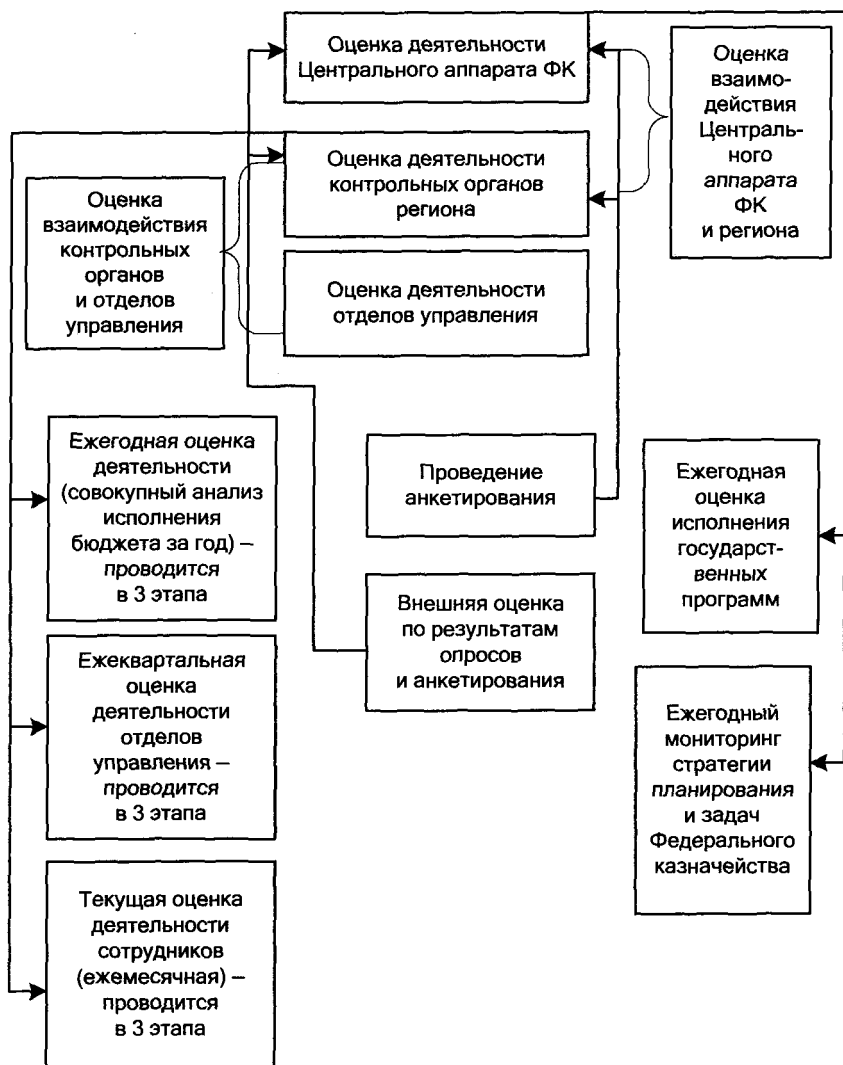 Оценка деятельности
Центрального аппарата ФК
Оценка
взаимо-
действия
Централь-
ного
аппарата
ФК
и региона
Оценка деятельности
контрольных органов
региона
Оценка
взаимодействия
контрольных
органов
и отделов
управления
Оценка деятельности
отделов управления
Ежегодная оценка
деятельности
(совокупный анализ
исполнения
бюджета за год) –
проводится
в 3 этапа
Проведение
анкетирования
Ежегодная
оценка
исполнения
государст-
венных
программ
Внешняя оценка
по результатам
опросов
и анкетирования
Ежеквартальная
оценка
деятельности
отделов
управления –
проводится
в 3 этапа
Ежегодный
мониторинг
стратегии
планирования
и задач
Федерального
казначейства
Текущая оценка
деятельности
сотрудников
(ежемесячная) –
проводится
в 3 этапа